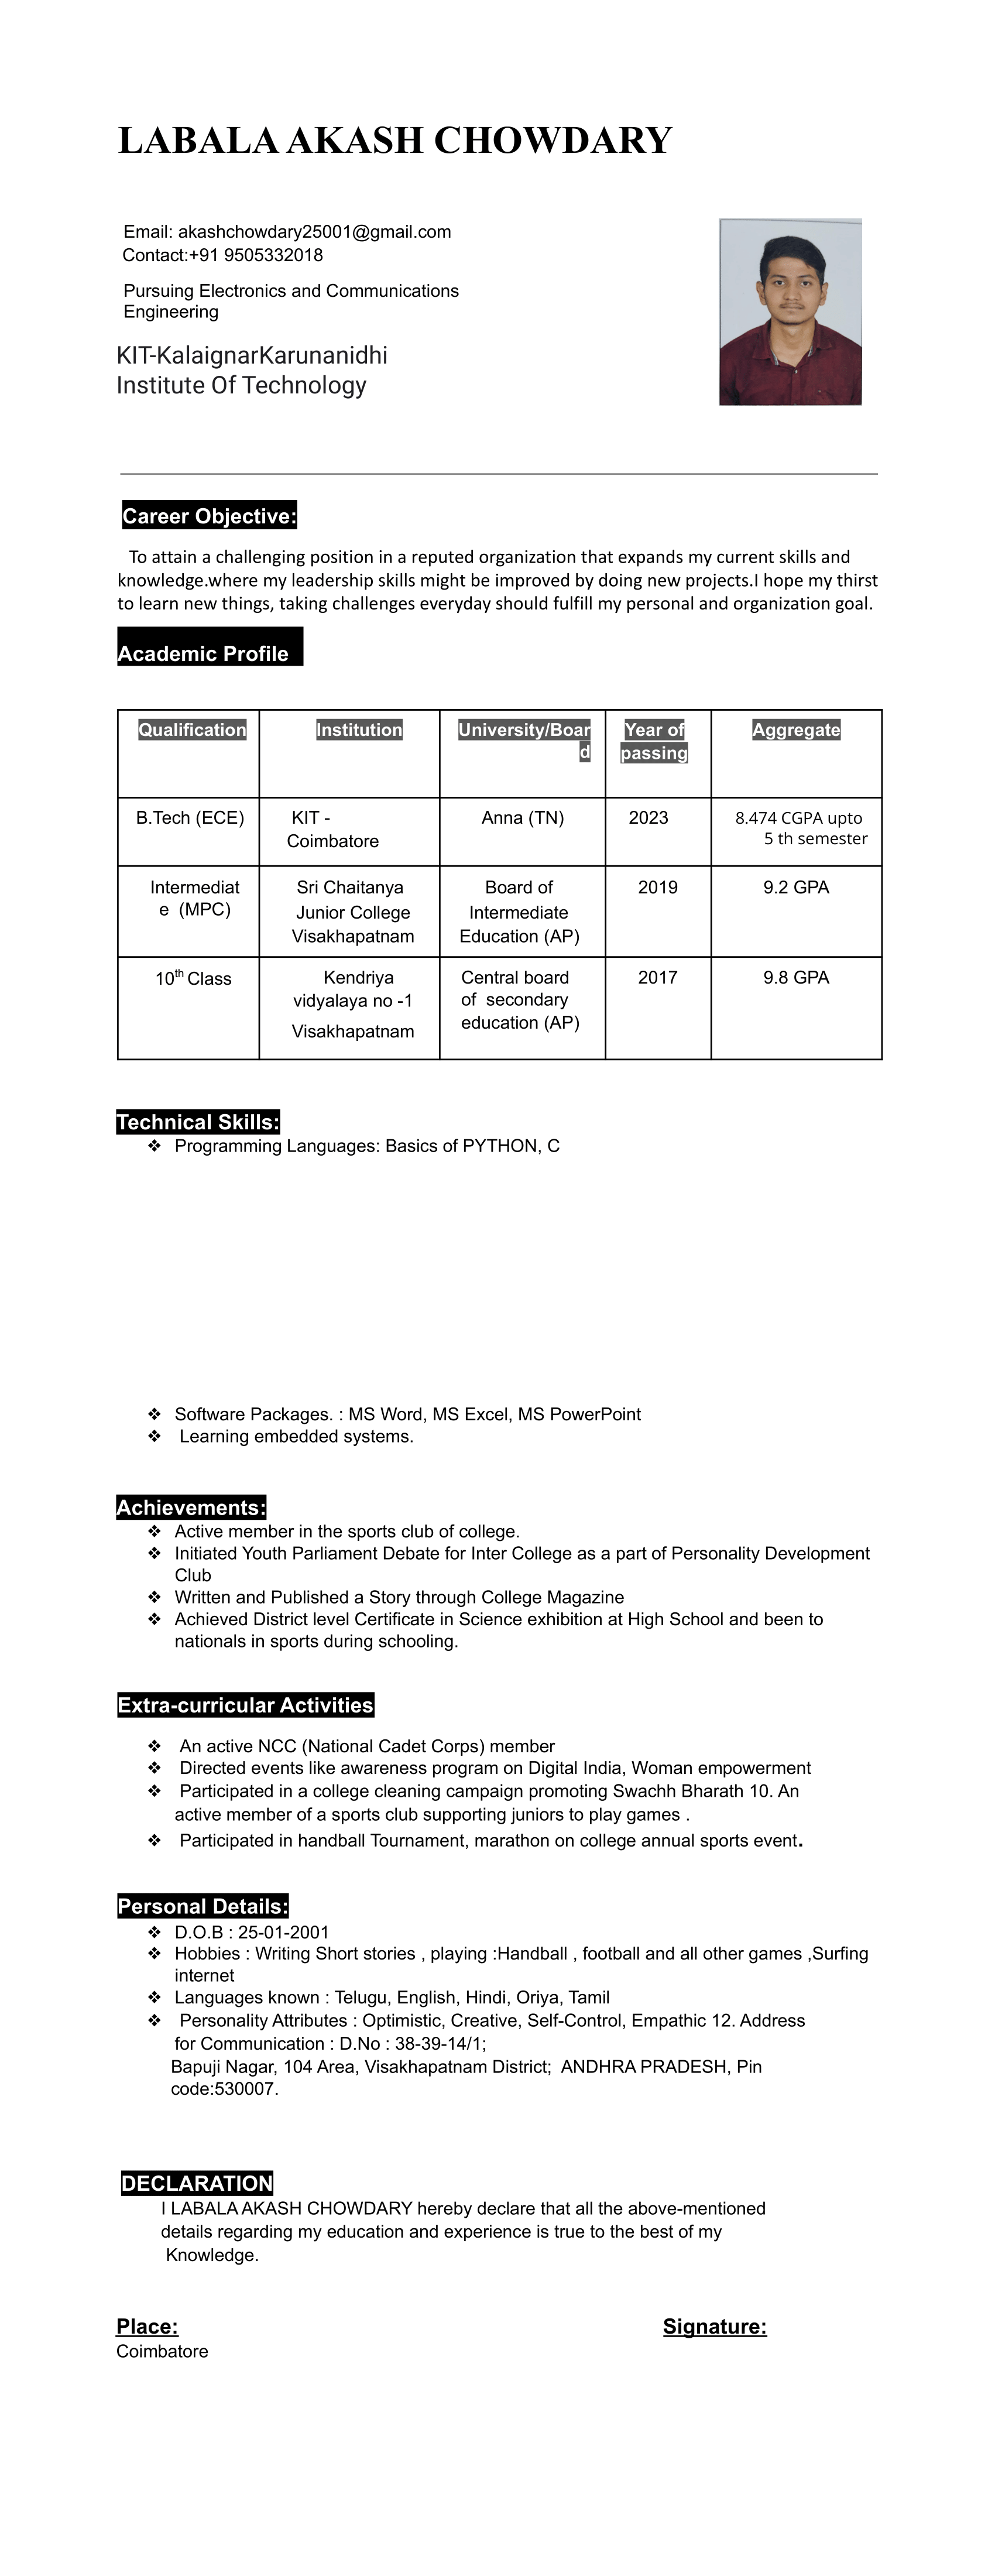 LABALA AKASH CHOWDARY
Email: akashchowdary25001@gmail.com
Contact:+91 9505332018
Pursuing Electronics and Communications
Engineering
KIT-KalaignarKarunanidhi
Institute Of Technology
Career Objective:
To attain a challenging position in a reputed organization that expands my current skills and
knowledge.where my leadership skills might be improved by doing new projects.I hope my thirst
to learn new things, taking challenges everyday should fulfill my personal and organization goal.
Academic Profile
Qualification Institution University/Boar Year of Aggregate
d passing
B.Tech (ECE) KIT - Anna (TN) 2023 8.474 CGPA upto
Coimbatore 5 th semester
Intermediat Sri Chaitanya Board of 2019 9.2 GPA
e (MPC) Junior College Intermediate
Visakhapatnam Education (AP)
10th Class Kendriya Central board 2017 9.8 GPA
vidyalaya no -1 of secondary
Visakhapatnam education (AP)
Technical Skills:
❖ Programming Languages: Basics of PYTHON, C
❖ Software Packages. : MS Word, MS Excel, MS PowerPoint
❖ Learning embedded systems.
Achievements:
❖ Active member in the sports club of college.
❖ Initiated Youth Parliament Debate for Inter College as a part of Personality Development
Club
❖ Written and Published a Story through College Magazine
❖ Achieved District level Certificate in Science exhibition at High School and been to
nationals in sports during schooling.
Extra-curricular Activities
❖ An active NCC (National Cadet Corps) member
❖ Directed events like awareness program on Digital India, Woman empowerment
❖ Participated in a college cleaning campaign promoting Swachh Bharath 10. An
active member of a sports club supporting juniors to play games .
❖ Participated in handball Tournament, marathon on college annual sports event.
Personal Details:
❖ D.O.B : 25-01-2001
❖ Hobbies : Writing Short stories , playing :Handball , football and all other games ,Surfing
internet
❖ Languages known : Telugu, English, Hindi, Oriya, Tamil
❖ Personality Attributes : Optimistic, Creative, Self-Control, Empathic 12. Address
for Communication : D.No : 38-39-14/1;
Bapuji Nagar, 104 Area, Visakhapatnam District; ANDHRA PRADESH, Pin
code:530007.
DECLARATION
I LABALA AKASH CHOWDARY hereby declare that all the above-mentioned
details regarding my education and experience is true to the best of my
Knowledge.
Place: Signature:
Coimbatore